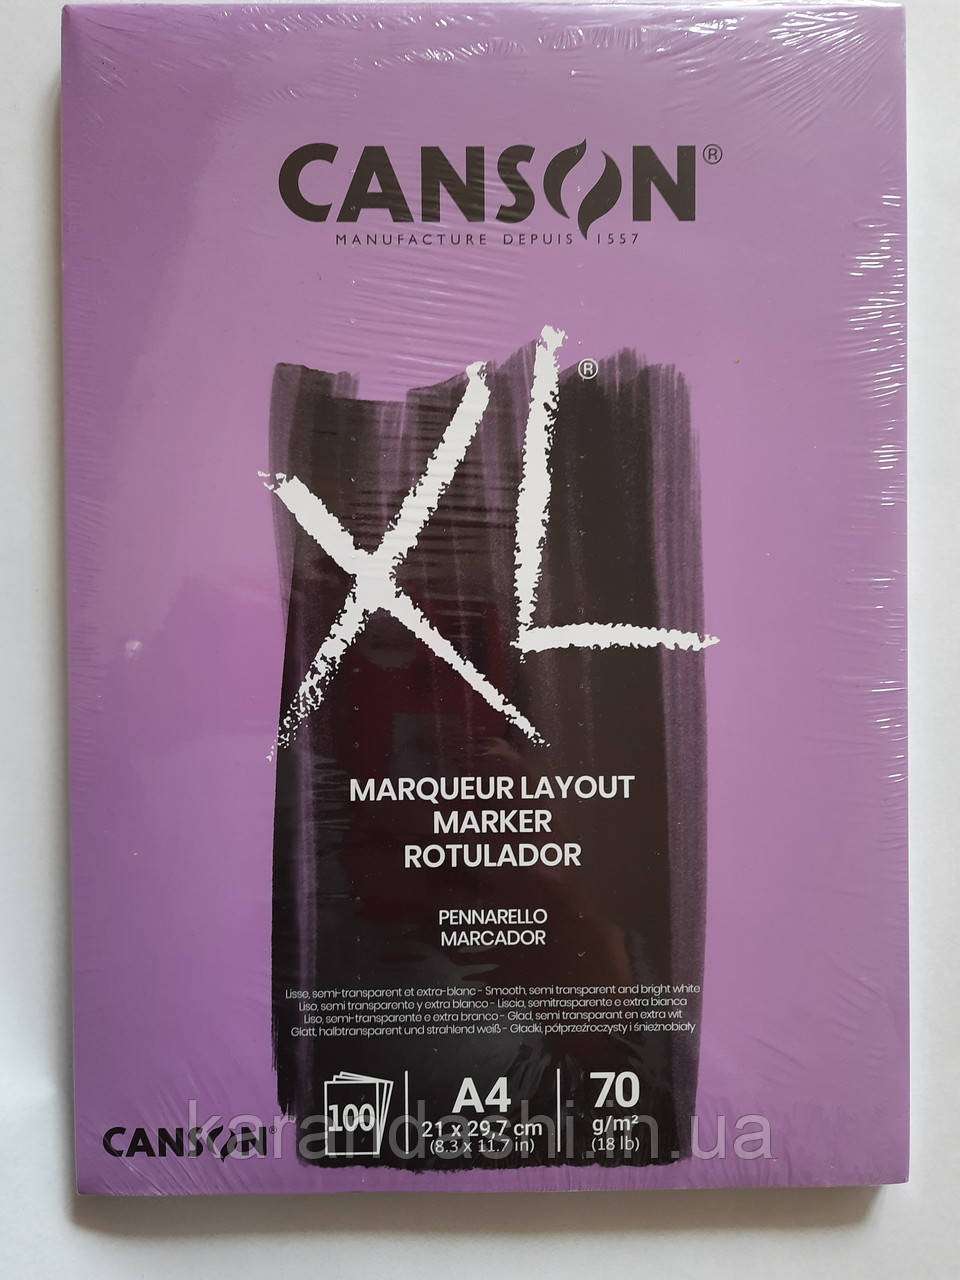 CANSON®
MANUFACTURE DEPUIS 1557
XL®
MARQUEUR LAYOUT
MARKER
ROTULADOR
PENNARELLO
MARCADOR
Lisse, semi-transparent et extra-blanc - Smooth, semi transparent and bright white
Liso, semi transparente y extra blanco - Liscia, semitrasparente e extra bianca
Liso, semi-transparente e extra branco - Glad, semi transparant en extra wit
Glatt, halbtransparent und strahlend weiß - Gładki, półprzeźroczysty i śnieżnobiały
100
A4
21 x 29,7 cm
(8.3 x 11.7 in)
70
g/m²
(18 lb)
CANSON®
karandashi.in.ua